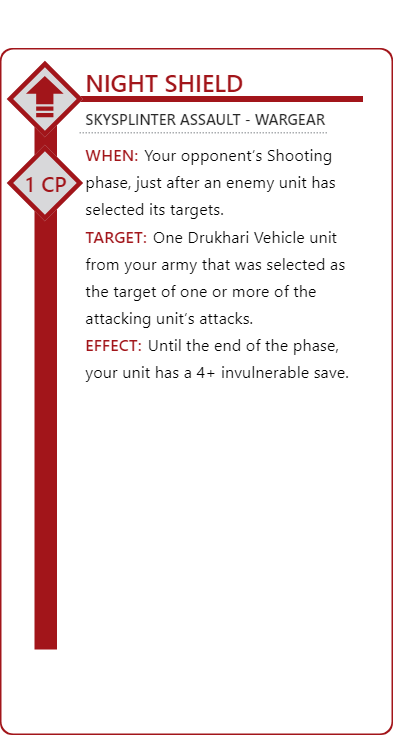 NIGHT SHIELD
SKYSPLINTER ASSAULT - WARGEAR
1 CP
WHEN: Your opponent's Shooting
phase, just after an enemy unit has
selected its targets.
TARGET: One Drukhari Vehicle unit
from your army that was selected as
the target of one or more of the
attacking unit's attacks.
EFFECT: Until the end of the phase,
your unit has a 4+ invulnerable save.